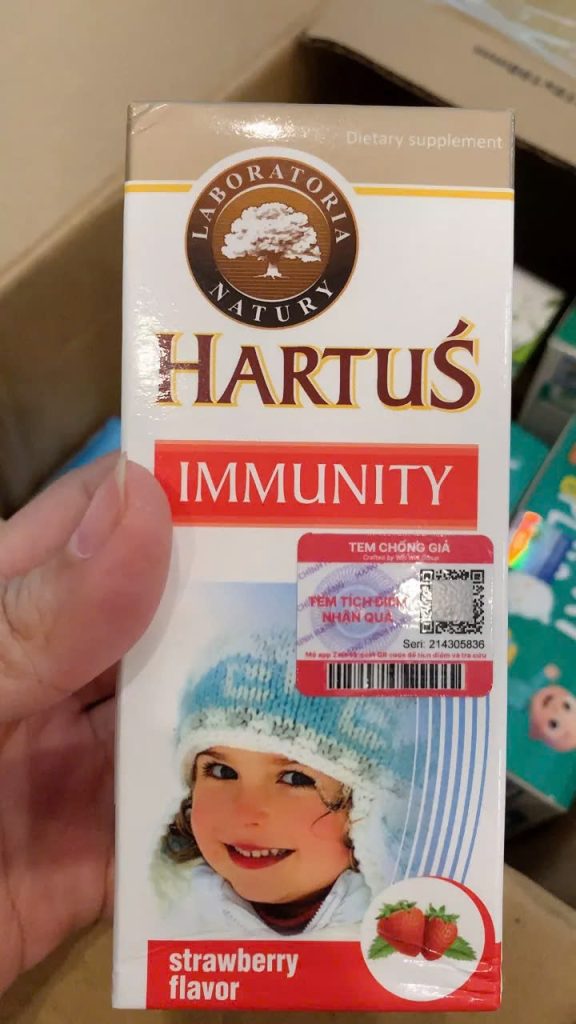 Dietary supplement
LABORATORIA
NATURY
HARTUŚ
IMMUNITY
TEM CHỐNG GIẢ
TEM TÍCH ĐIỂM
NHẬN QUÀ
Seri: 214305836
strawberry
flavor